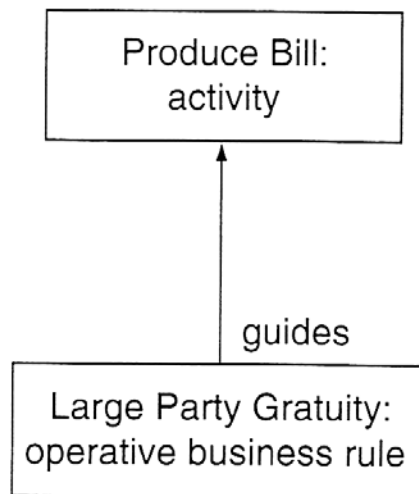 Produce Bill:
activity
guides
Large Party Gratuity:
operative business rule